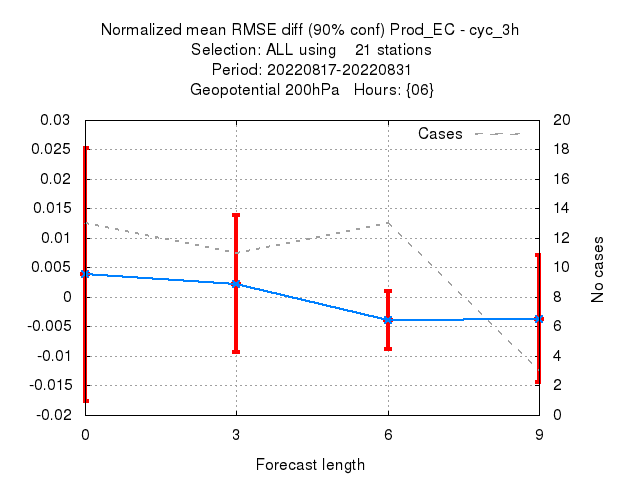 Normalized mean RMSE diff (90% conf) Prod_EC - cyc_3h
Selection: ALL using    21 stations
Period: 20220817-20220831
Geopotential 200hPa   Hours: {06}
Cases
0.03
0.025
0.02
0.015
0.01
0.005
0
-0.005
-0.01
-0.015
-0.02
20
18
16
14
12
10
8
6
4
2
0
No cases
0 3 6 9
Forecast length